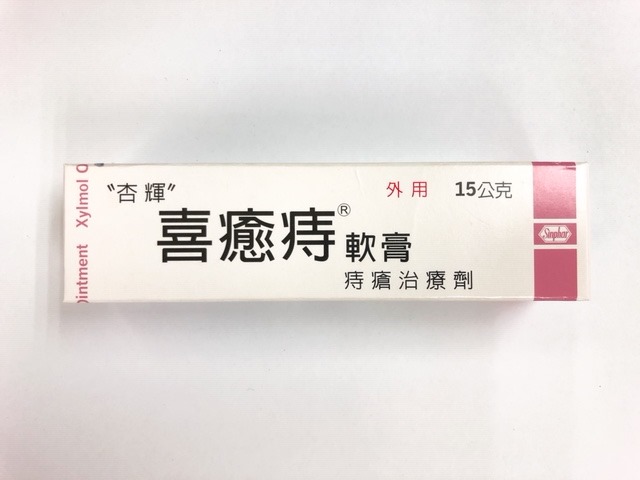 〝杏輝〞
喜癒痔® 軟膏
痔瘡治療劑
外用 15公克
Sinphar
Xylmol O
ointment